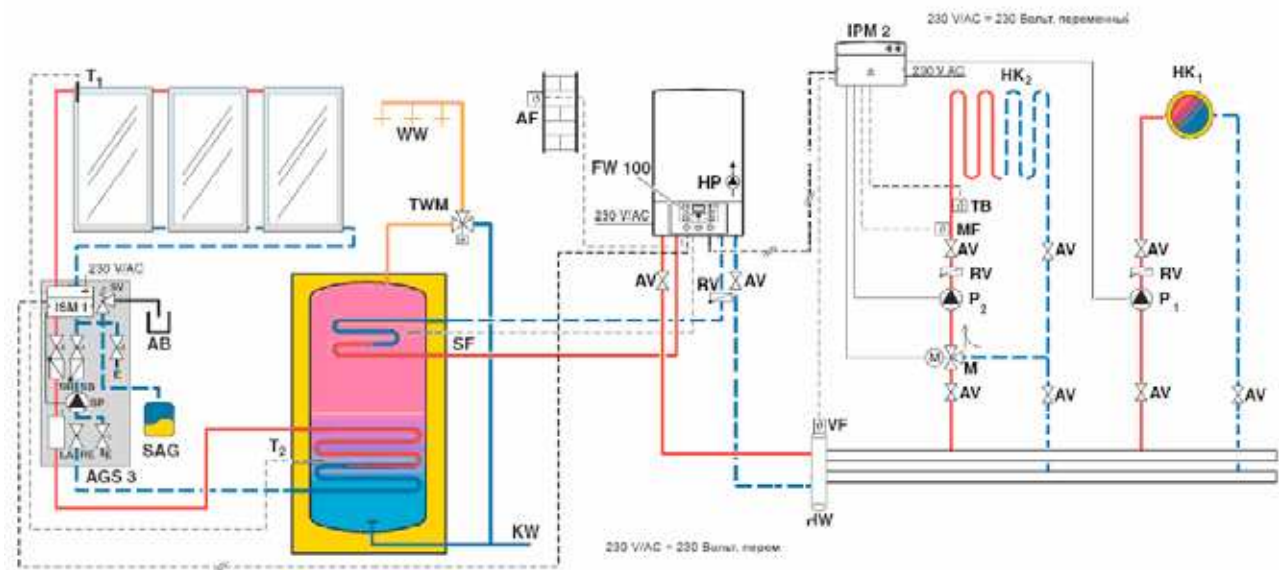 230 V/AC = 230 Вольт, переменный
IPM 2
T1
230 V AC
HK2
HK1
AF
WW
FW 100
HP
TWM
230 V/AC
TB
MF
AV
AV
AV
AV
230 V/AC
SV
AV
RV
AV
RV
RV
ISM 1
P2
P1
AB
SF
E
M
M
SP
AV
AV
AV
AV
SAG
T2
VF
AGS 3
HW
KW
230 V/AC = 230 Вольт, перем